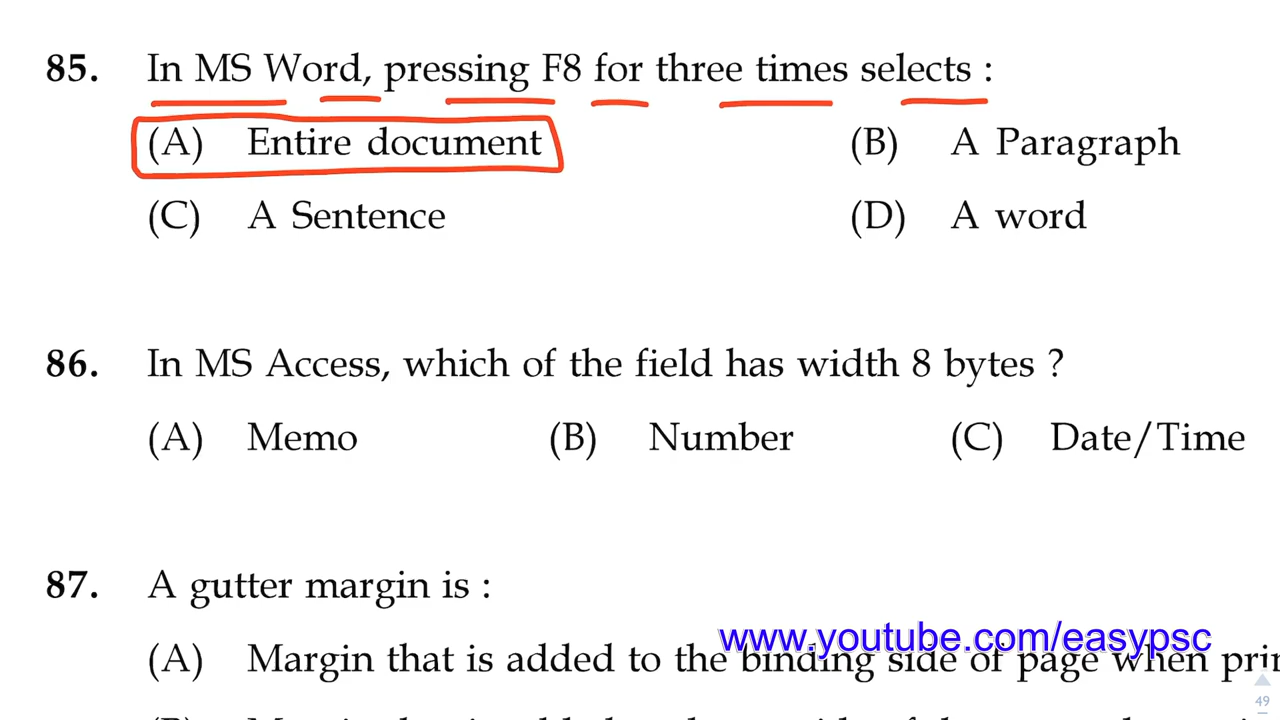 85. In MS Word, pressing F8 for three times selects :
(A) Entire document (B) A Paragraph
(C) A Sentence (D) A word
86. In MS Access, which of the field has width 8 bytes ?
(A) Memo (B) Number (C) Date/Time
87. A gutter margin is :
www.youtube.com/easypsc
(A) Margin that is added to the binding side of page when prin
49